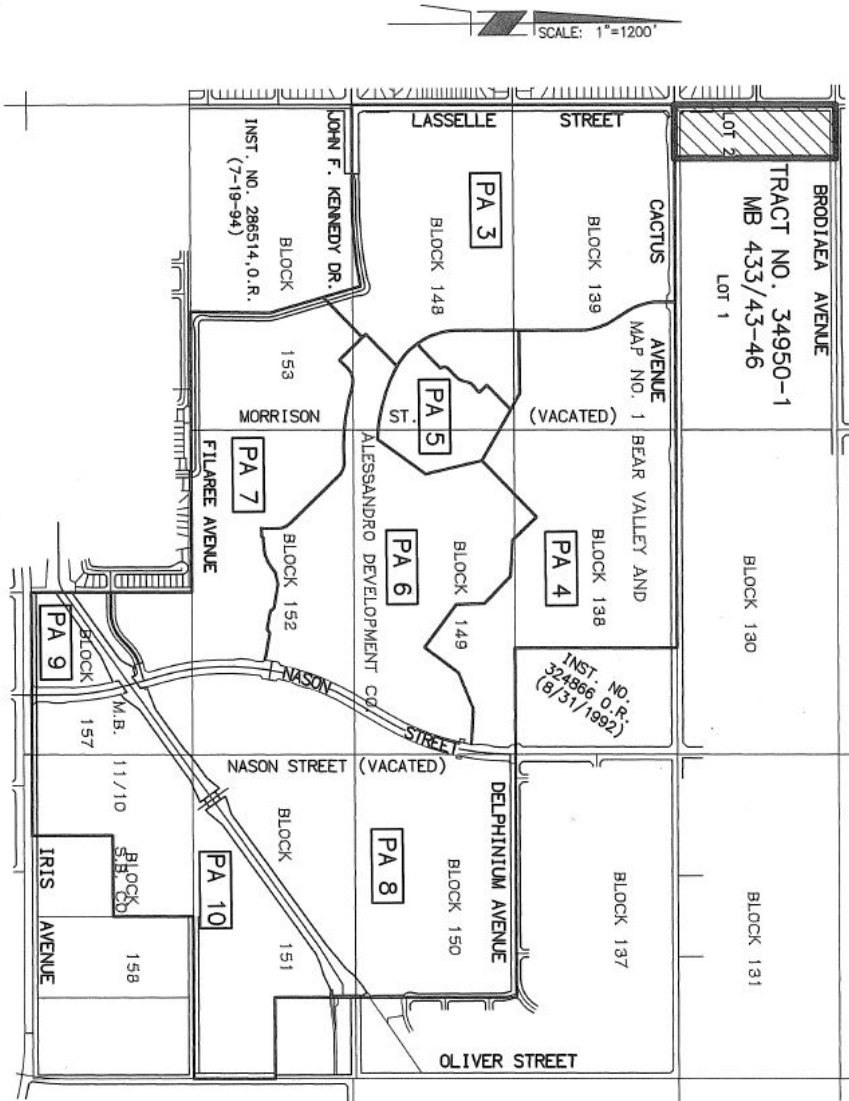 SCALE: 1"=1200'
LASSELLE STREET
LOT 2
BRODIAEA AVENUE
TRACT NO. 34950-1
MB 433/43-46
LOT 1
INST. NO. 286514,O.R.
(7-19-94)
BLOCK
153
JOHN F. KENNEDY DR.
PA 3
BLOCK 148
BLOCK 139
CACTUS AVENUE
MAP NO. 1 BEAR VALLEY AND
ALESSANDRO DEVELOPMENT CO.
PA 5
MORRISON ST. (VACATED)
PA 7
FILAREE AVENUE
BLOCK 152
PA 6
BLOCK 149
PA 4
BLOCK 138
BLOCK 130
INST. NO.
324866 O.R.
(8/31/1992)
PA 9
BLOCK 157
M.B. 11/10
S.B. CO
NASON STREET
NASON STREET (VACATED)
DELPHINIUM AVENUE
BLOCK 151
PA 8
BLOCK 150
PA 10
BLOCK 137
BLOCK 131
IRIS AVENUE
BLOCK 158
OLIVER STREET